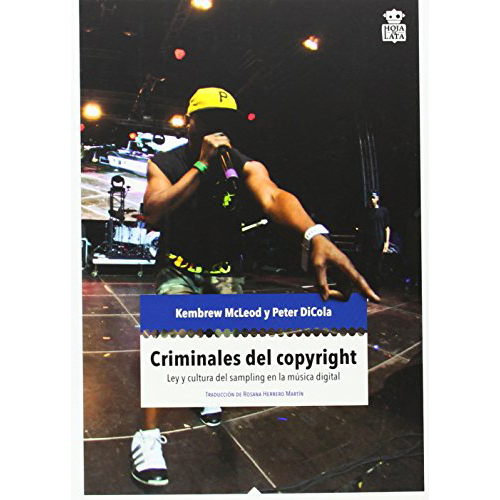 HOJA
DE LATA
P
Kembrew McLeod y Peter DiCola
Criminales del copyright
Ley y cultura del sampling en la música digital
Traducción de Rosana Herrero Martín